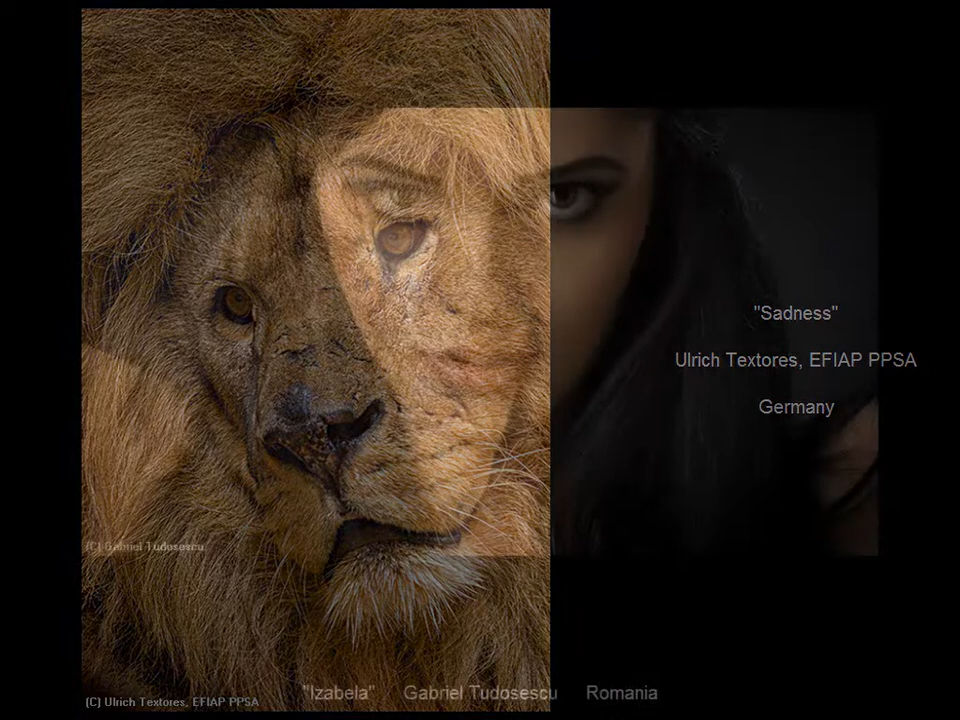 "Sadness"
Ulrich Textores, EFIAP PPSA
Germany
(C) Gabriel Tudosescu
(C) Ulrich Textores, EFIAP PPSA
"Izabela" Gabriel Tudosescu Romania